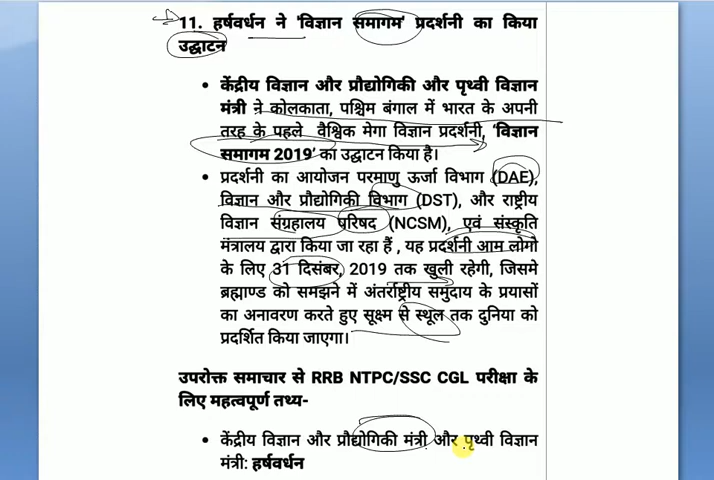 11. हर्षवर्धन ने 'विज्ञान समागम' प्रदर्शनी का किया
उद्घाटन
• केंद्रीय विज्ञान और प्रौद्योगिकी और पृथ्वी विज्ञान
मंत्री ने कोलकाता, पश्चिम बंगाल में भारत के अपनी
तरह के पहले वैश्विक मेगा विज्ञान प्रदर्शनी, 'विज्ञान
समागम 2019' का उद्घाटन किया है।
• प्रदर्शनी का आयोजन परमाणु ऊर्जा विभाग (DAE),
विज्ञान और प्रौद्योगिकी विभाग (DST), और राष्ट्रीय
विज्ञान संग्रहालय परिषद (NCSM), एवं संस्कृति
मंत्रालय द्वारा किया जा रहा हैं , यह प्रदर्शनी आम लोगो
के लिए 31 दिसंबर, 2019 तक खुली रहेगी, जिसमे
ब्रह्माण्ड को समझने में अंतर्राष्ट्रीय समुदाय के प्रयासों
का अनावरण करते हुए सूक्ष्म से स्थूल तक दुनिया को
प्रदर्शित किया जाएगा।
उपरोक्त समाचार से RRB NTPC/SSC CGL परीक्षा के
लिए महत्वपूर्ण तथ्य-
• केंद्रीय विज्ञान और प्रौद्योगिकी मंत्री और पृथ्वी विज्ञान
मंत्री: हर्षवर्धन